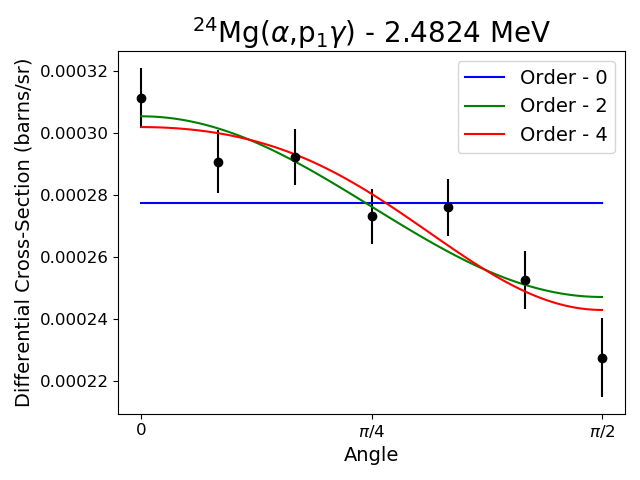 ²⁴Mg(α,p₁γ) - 2.4824 MeV
Order - 0
Order - 2
Order - 4
Differential Cross-Section (barns/sr)
0.00032
0.00030
0.00028
0.00026
0.00024
0.00022
0
π/4
π/2
Angle